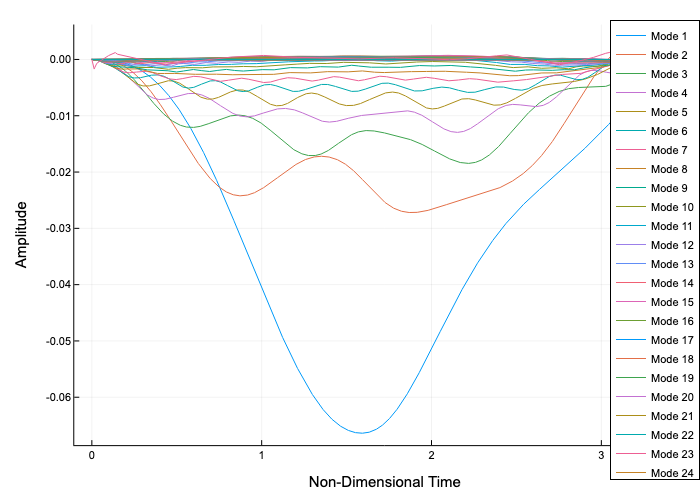 0.00
-0.01
-0.02
-0.03
-0.04
-0.05
-0.06
Amplitude
0
1
2
3
Non-Dimensional Time
Mode 1
Mode 2
Mode 3
Mode 4
Mode 5
Mode 6
Mode 7
Mode 8
Mode 9
Mode 10
Mode 11
Mode 12
Mode 13
Mode 14
Mode 15
Mode 16
Mode 17
Mode 18
Mode 19
Mode 20
Mode 21
Mode 22
Mode 23
Mode 24